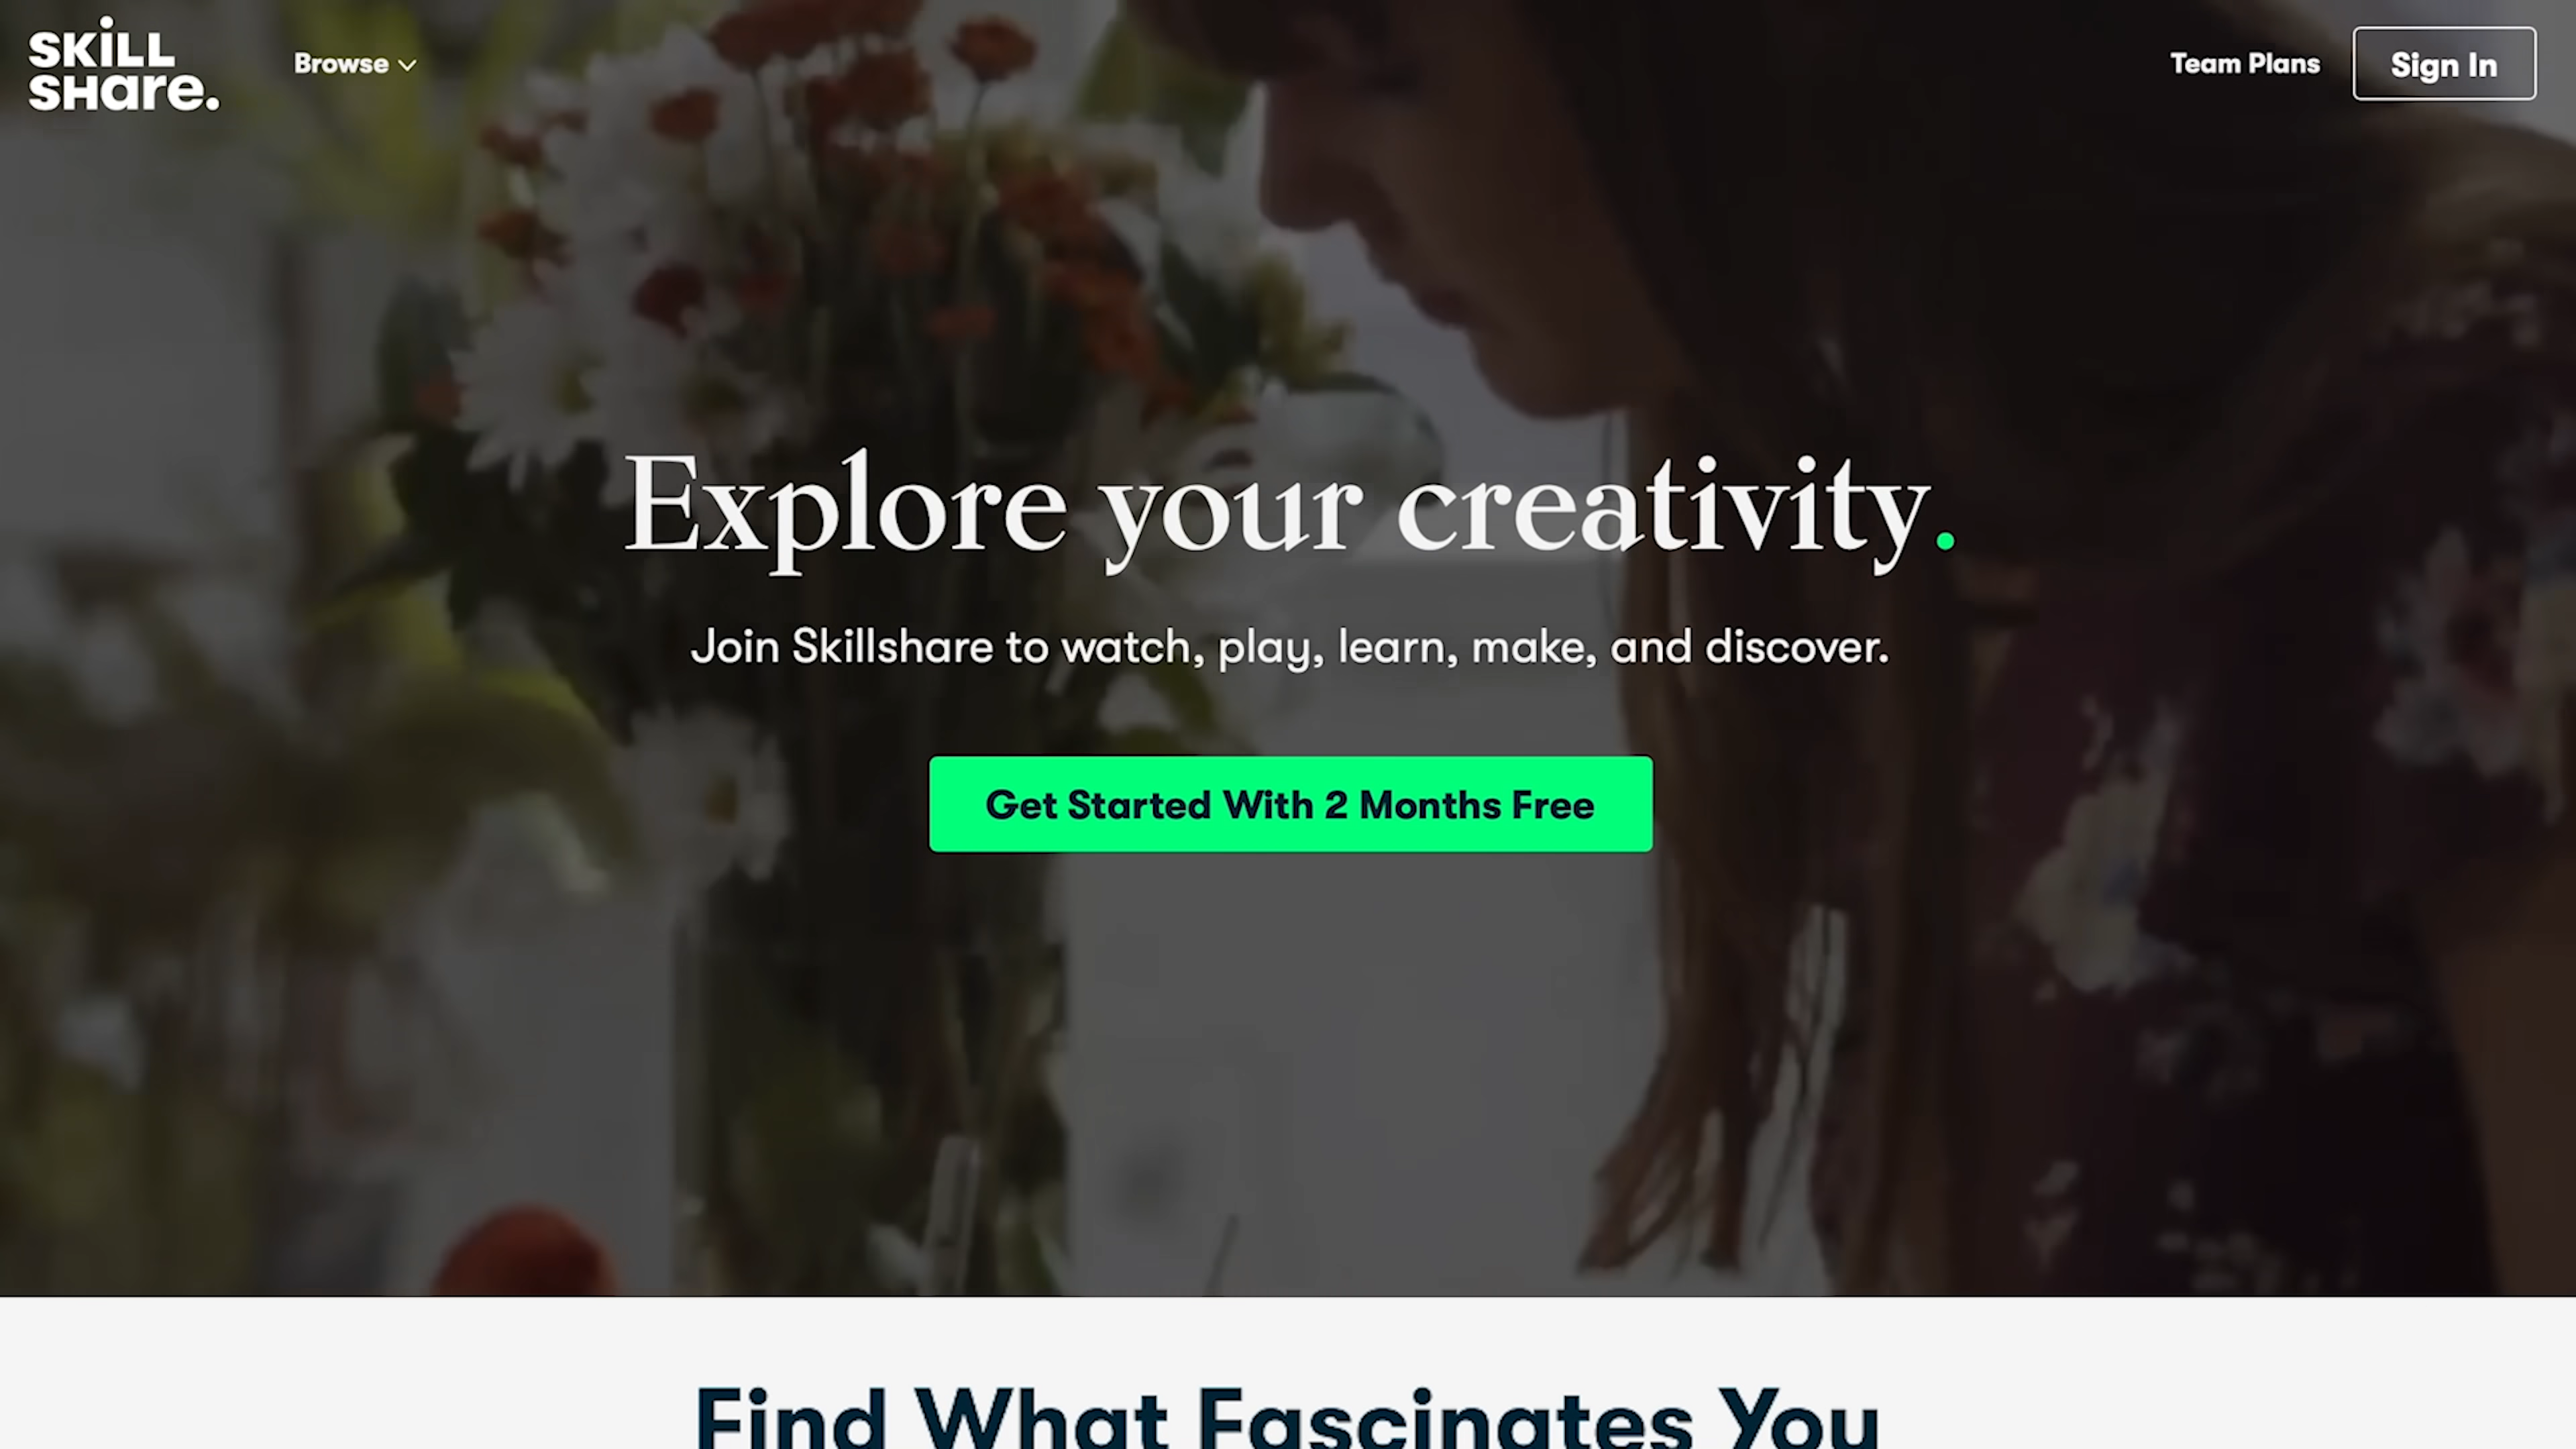 SKiLL
SHare.
Browse
Team Plans
Sign In
Explore your creativity.
Join Skillshare to watch, play, learn, make, and discover.
Get Started With 2 Months Free
Find What Fascinates You